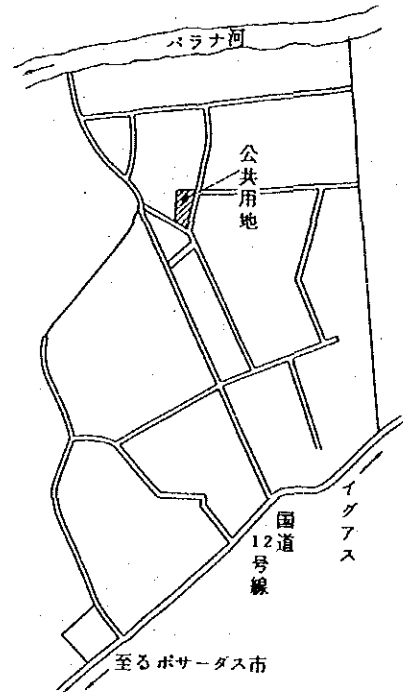 パラナ河
公共用地
イグアス
国道
12号線
至るポサーダス市